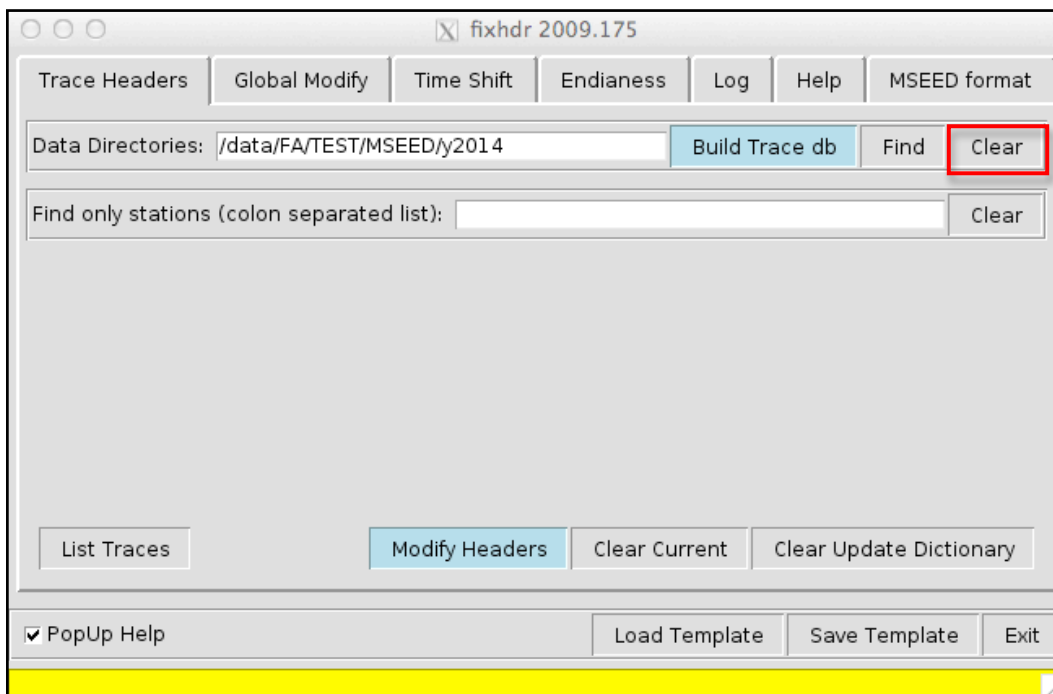 fixhdr 2009.175
Trace Headers Global Modify Time Shift Endianess Log Help MSEED format
Data Directories: /data/FA/TEST/MSEED/y2014 Build Trace db Find Clear
Find only stations (colon separated list): Clear
List Traces Modify Headers Clear Current Clear Update Dictionary
PopUp Help Load Template Save Template Exit